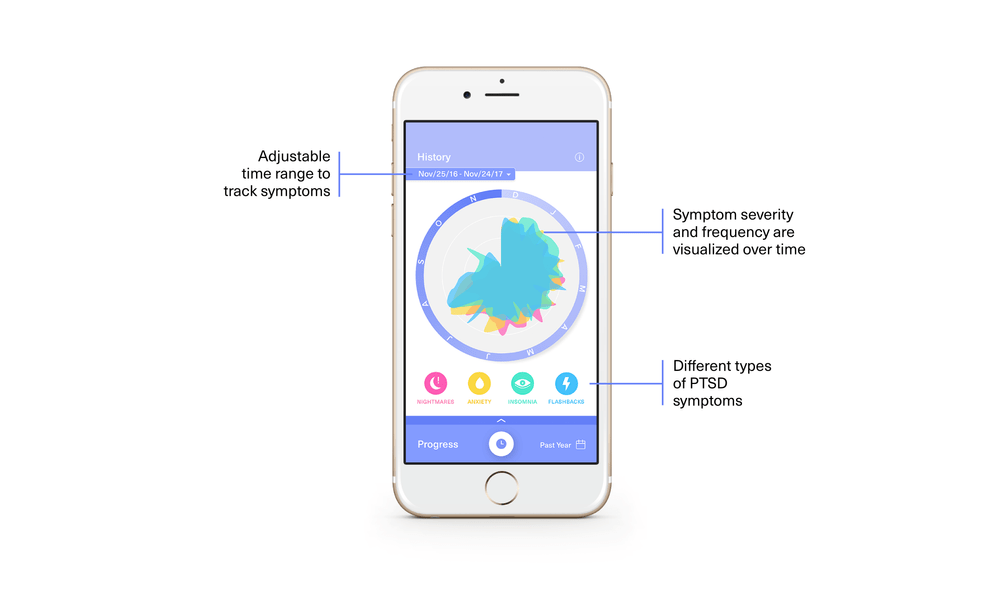 Adjustable
time range to
track symptoms
History
Nov/25/16 - Nov/24/17
D
J
F
M
A
M
J
J
A
S
O
N
NIGHTMARES
ANXIETY
INSOMNIA
FLASHBACKS
Progress
Past Year
Symptom severity
and frequency are
visualized over time
Different types
of PTSD
symptoms